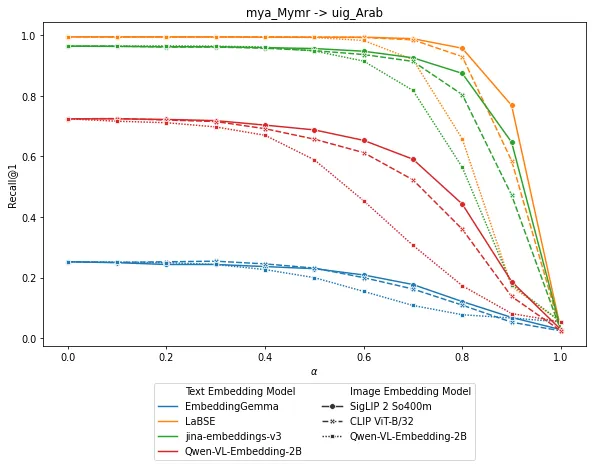 mya_Mymr -> uig_Arab
Recall@1
1.0
0.8
0.6
0.4
0.2
0.0
0.0 0.2 0.4 0.6 0.8 1.0
α
Text Embedding Model
EmbeddingGemma
LaBSE
jina-embeddings-v3
Qwen-VL-Embedding-2B
Image Embedding Model
SigLIP 2 So400m
CLIP ViT-B/32
Qwen-VL-Embedding-2B